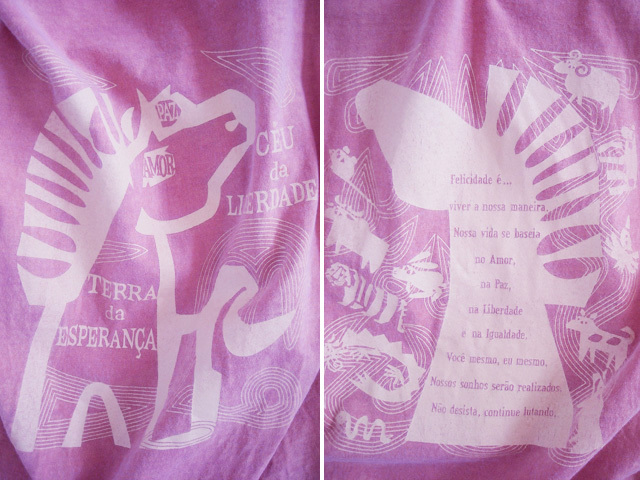 PAZ
AMOR
CÉU
da
LIBERDADE
TERRA
da
ESPERANÇA
Felicidade é...
viver a nossa maneira.
Nossa vida se baseia
no Amor,
na Paz,
na Liberdade
e na Igualdade.
Você mesmo, eu mesmo,
Nossos sonhos serão realizados.
Não desista, continue lutando.